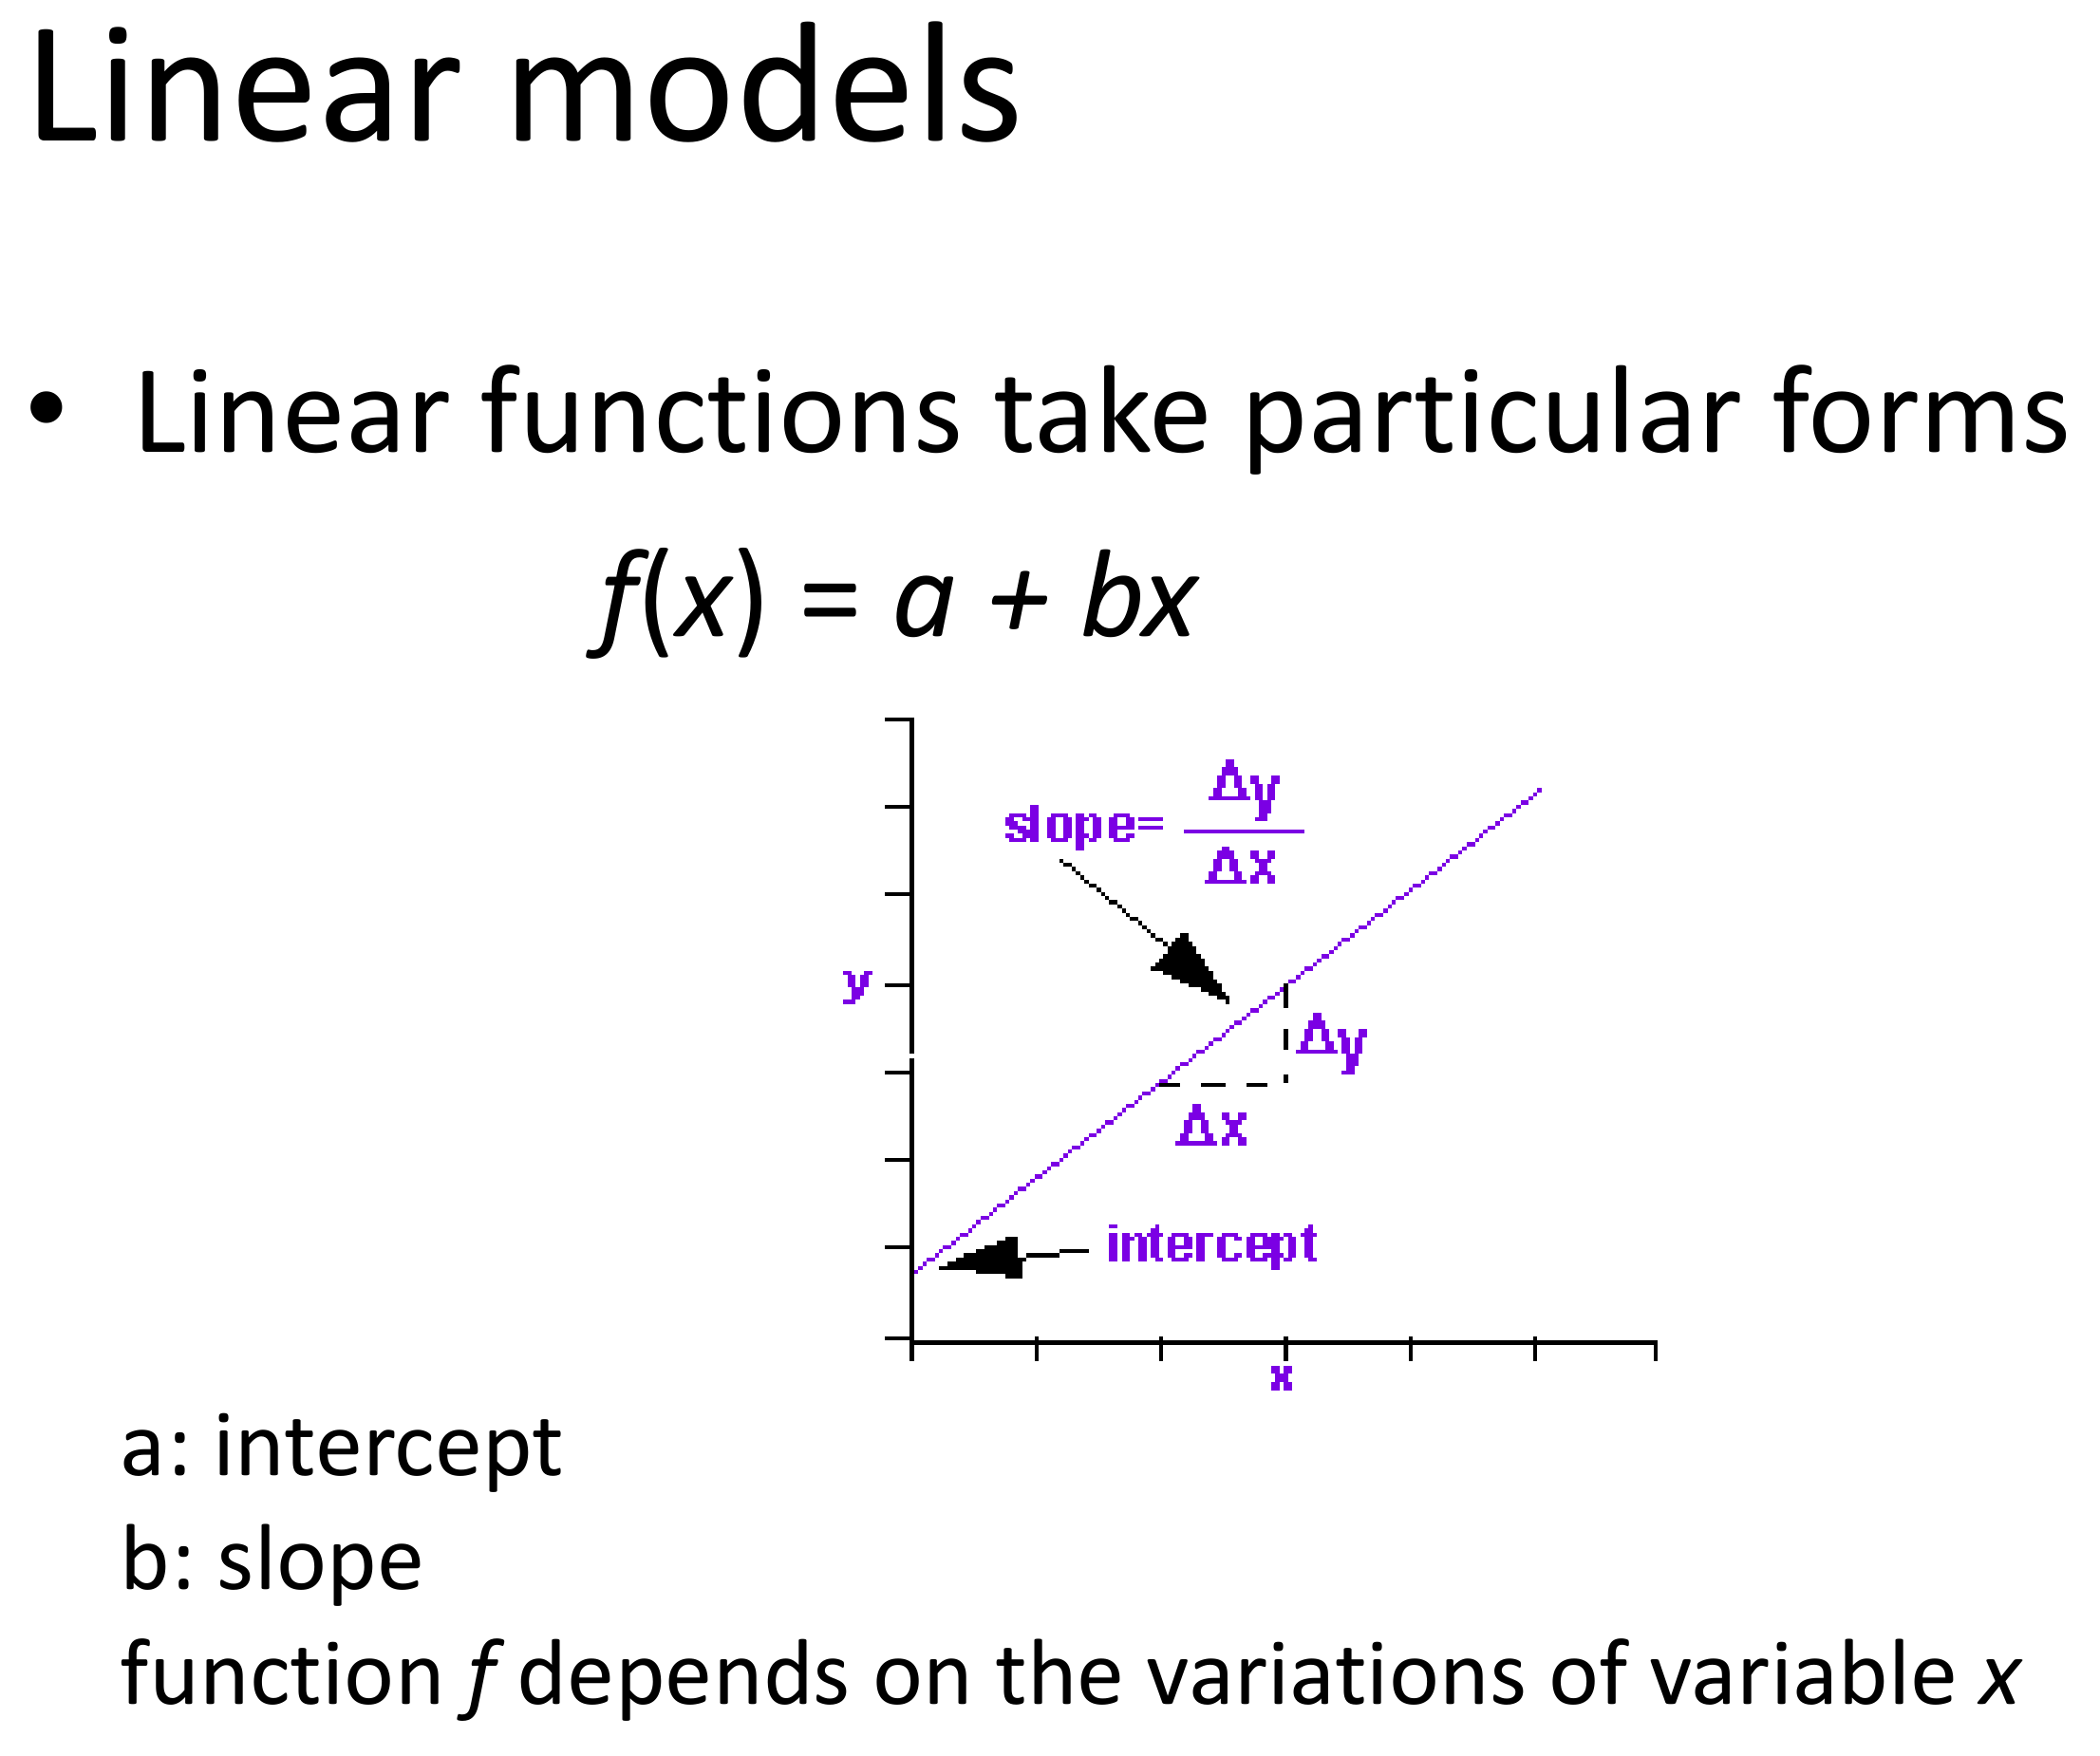 Linear models
• Linear functions take particular forms
f(x) = a + bx
slope= Δy
Δx
y
Δy
Δx
intercept
x
a: intercept
b: slope
function f depends on the variations of variable x